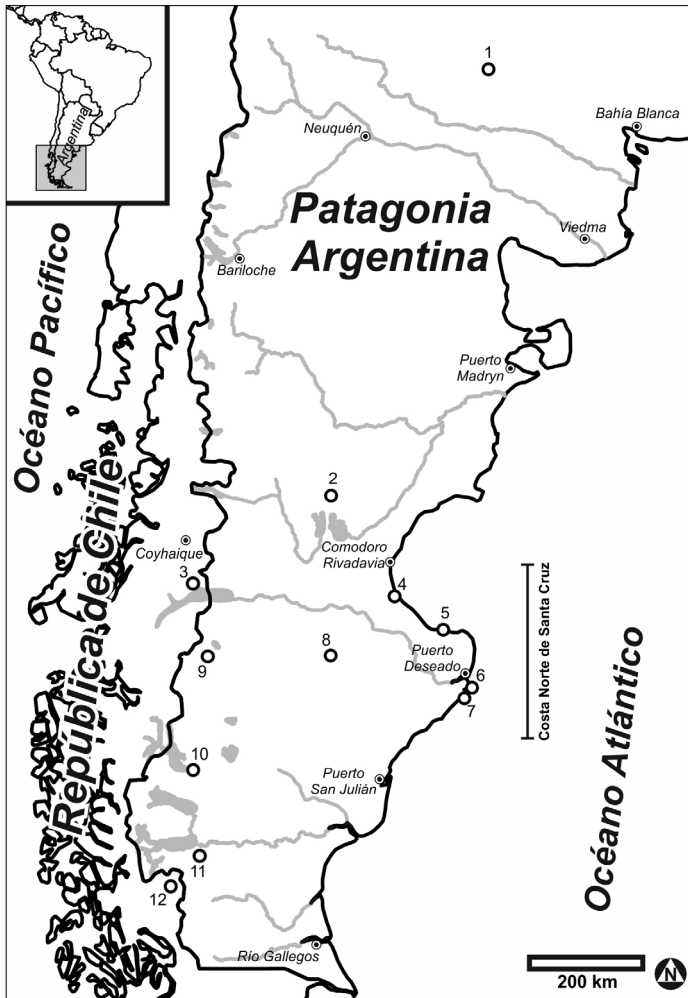 1
Bahía Blanca
Neuquén
Argentina
Patagonia
Argentina
Viedma
Bariloche
Océano Pacífico
Puerto
Madryn
2
República de Chile
Coyhaique
Comodoro
Rivadavia
3
4
5
Costa Norte de Santa Cruz
8
Puerto
Deseado
9
6
7
Océano Atlántico
10
Puerto
San Julián
11
12
Río Gallegos
200 km
N